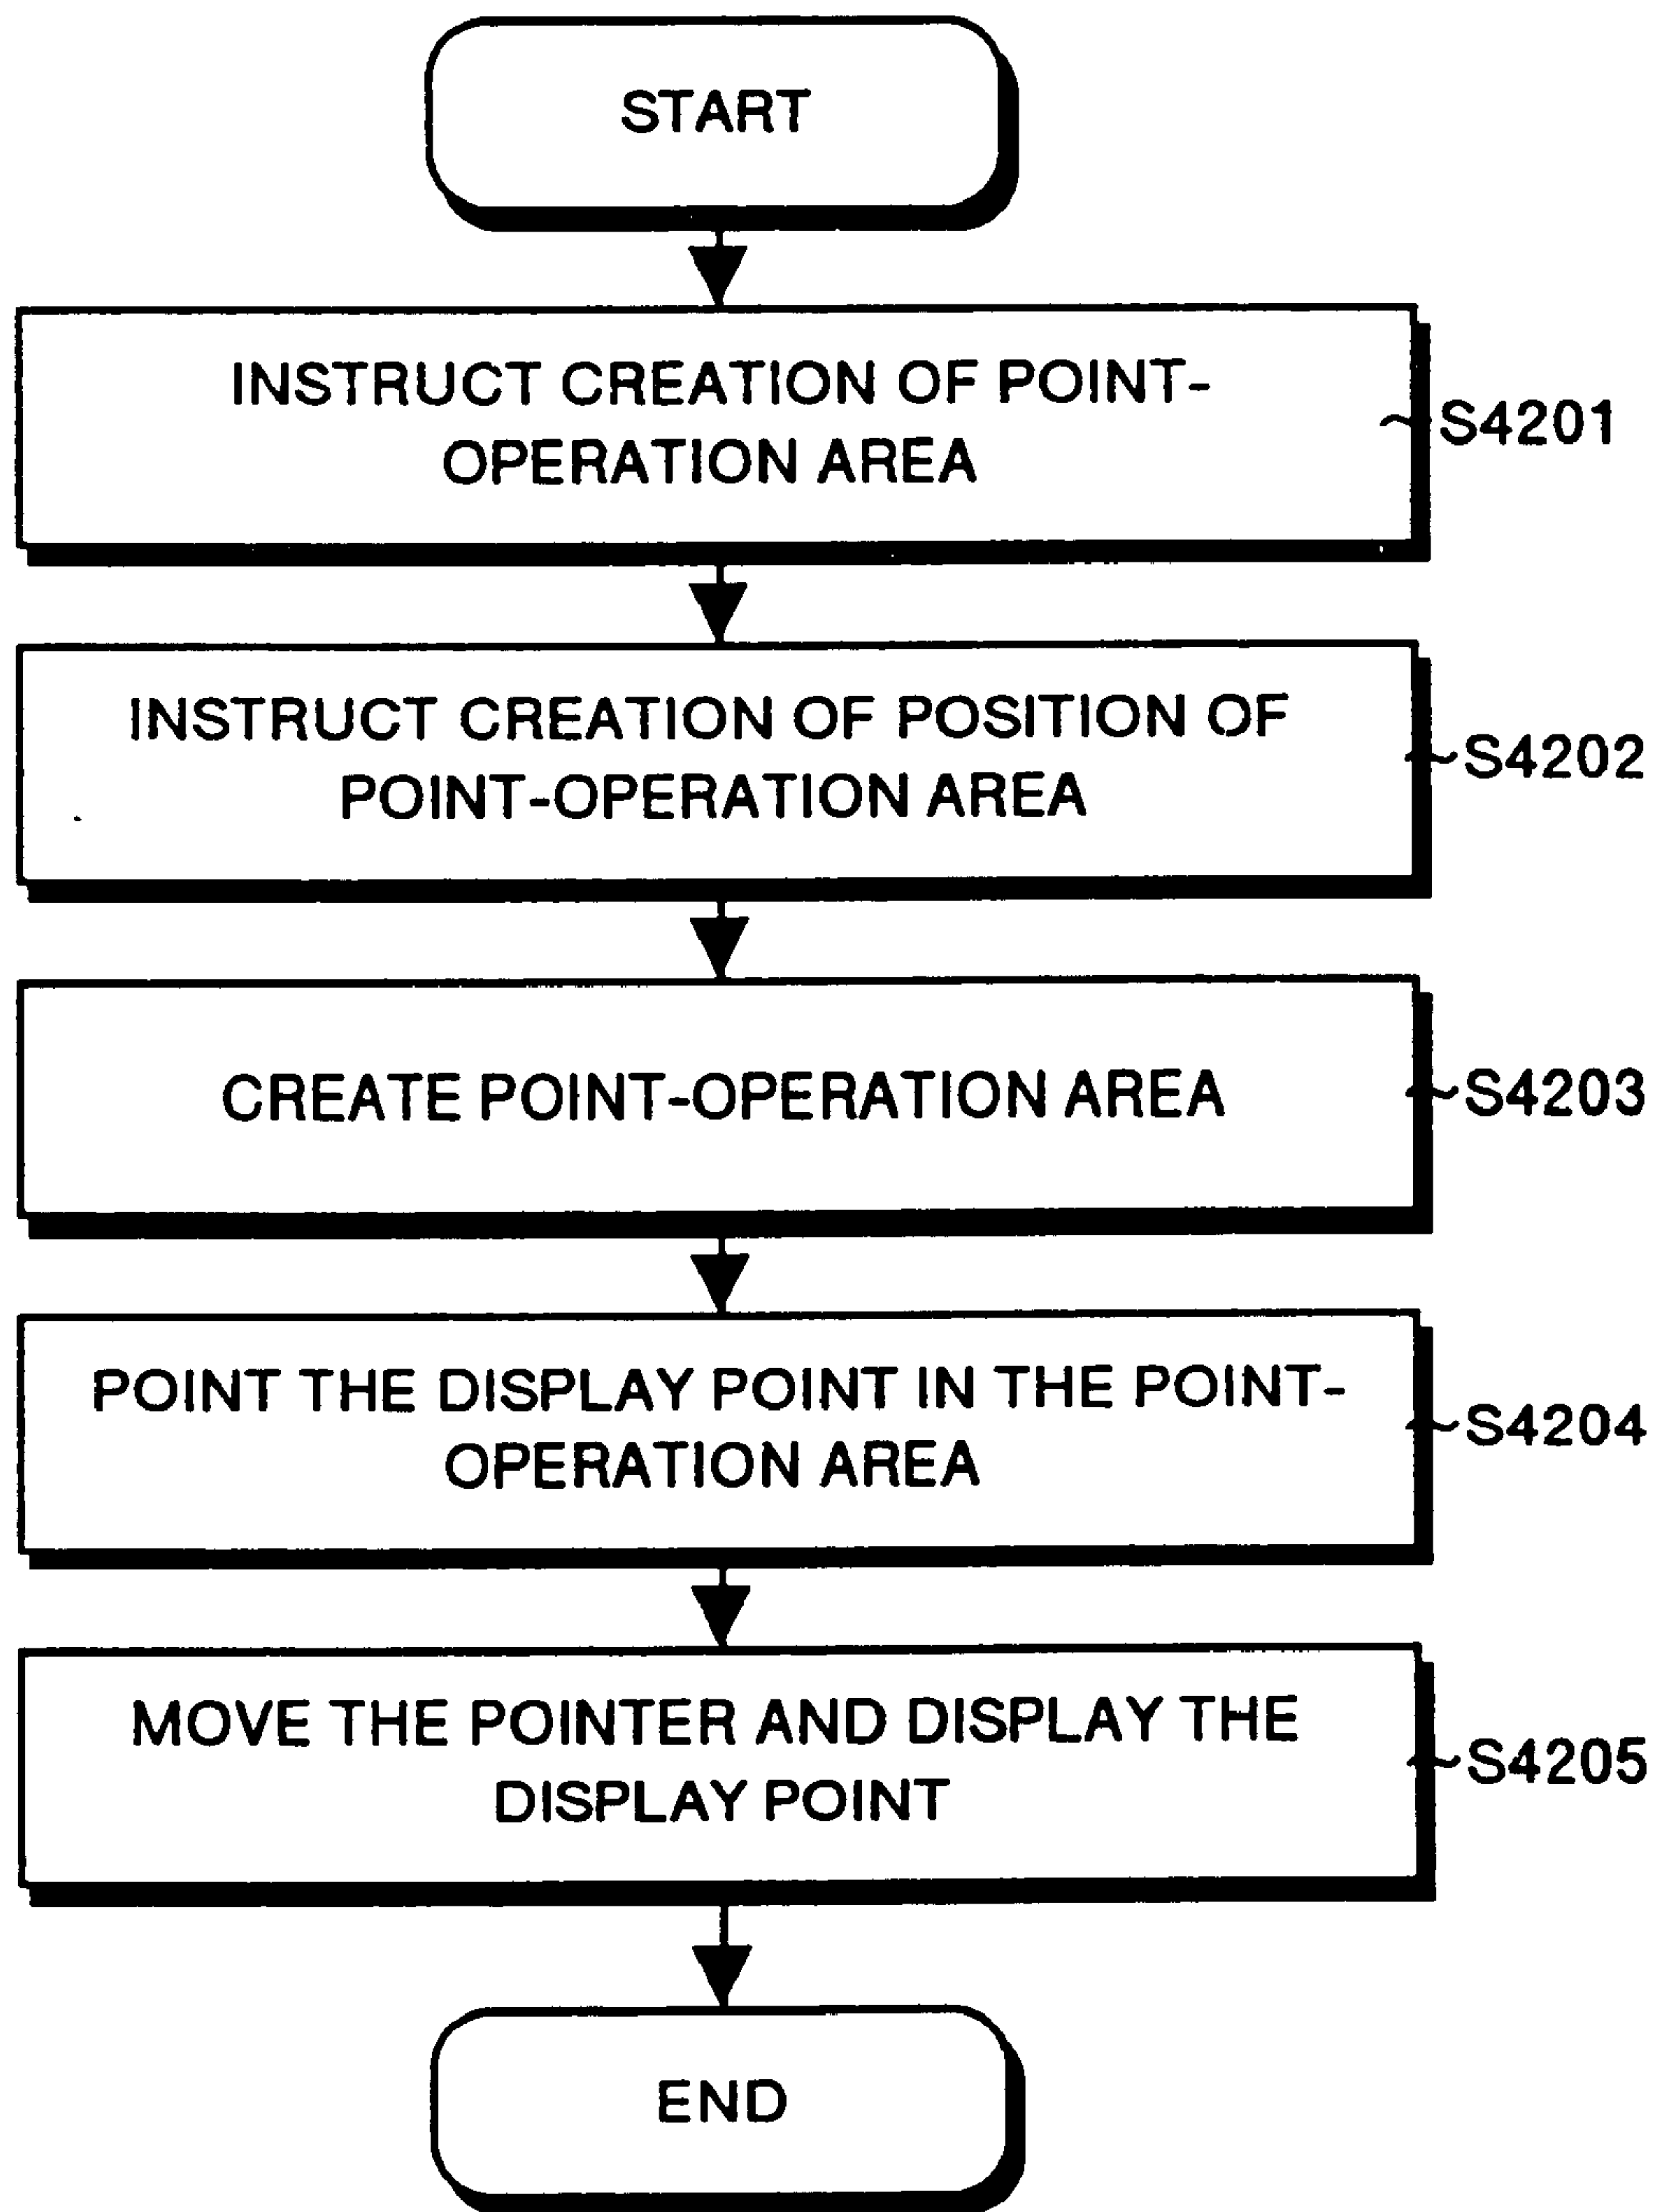 START
INSTRUCT CREATION OF POINT-
OPERATION AREA
S4201
INSTRUCT CREATION OF POSITION OF
POINT-OPERATION AREA
S4202
CREATE POINT-OPERATION AREA
S4203
POINT THE DISPLAY POINT IN THE POINT-
OPERATION AREA
S4204
MOVE THE POINTER AND DISPLAY THE
DISPLAY POINT
S4205
END